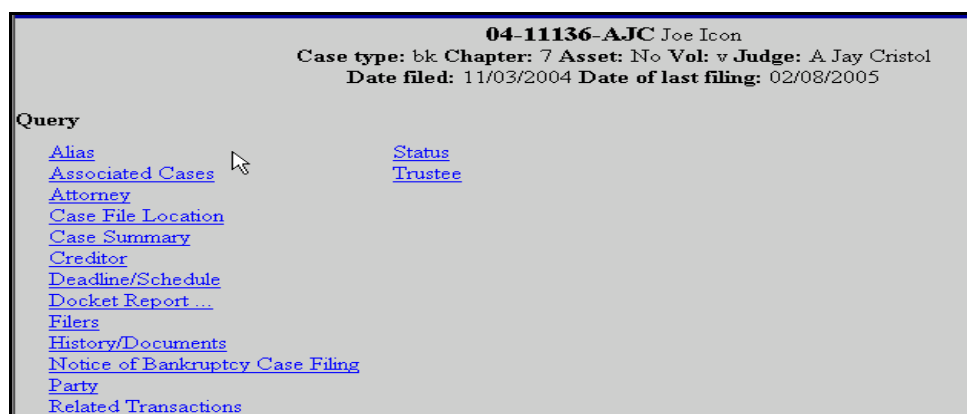 04-11136-AJC Joe Icon
Case type: bk Chapter: 7 Asset: No Vol: v Judge: A Jay Cristol
Date filed: 11/03/2004 Date of last filing: 02/08/2005
Query
Alias
Associated Cases
Attorney
Case File Location
Case Summary
Creditor
Deadline/Schedule
Docket Report ...
Filers
History/Documents
Notice of Bankruptcy Case Filing
Party
Related Transactions
Status
Trustee